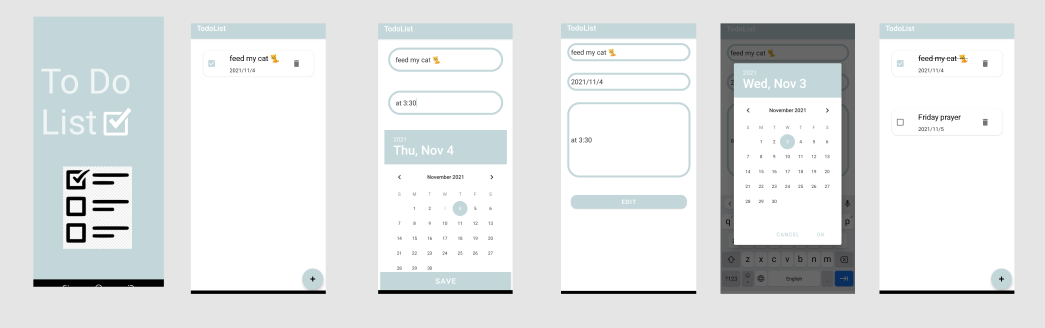 To Do
List
TodoList
feed my cat 🐈
2021/11/4
+
TodoList
feed my cat 🐈
at 3:30
2021
Thu, Nov 4
November 2021
S M T W T F S
1 2 3 4 5 6
7 8 9 10 11 12 13
14 15 16 17 18 19 20
21 22 23 24 25 26 27
28 29 30
SAVE
TodoList
feed my cat 🐈
2021/11/4
at 3:30
EDIT
TodoList
feed my cat 🐈
2021
Wed, Nov 3
November 2021
S M T W T F S
1 2 3 4 5 6
7 8 9 10 11 12 13
14 15 16 17 18 19 20
21 22 23 24 25 26 27
28 29 30
CANCEL OK
q p
z x c v b n m
?123 English
TodoList
feed my cat 🐈
2021/11/4
Friday prayer
2021/11/5
+